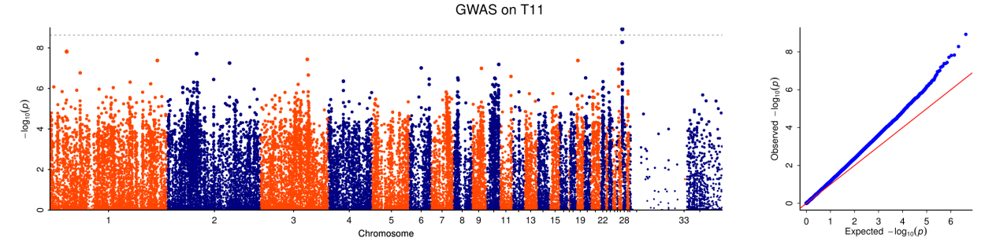 GWAS on T11
−log10(p)
8
6
4
2
0
1 2 3 4 5 6 7 8 9 11 13 15 17 19 22 28 33
Chromosome
Observed −log10(p)
8
6
4
2
0
0 1 2 3 4 5 6
Expected −log10(p)